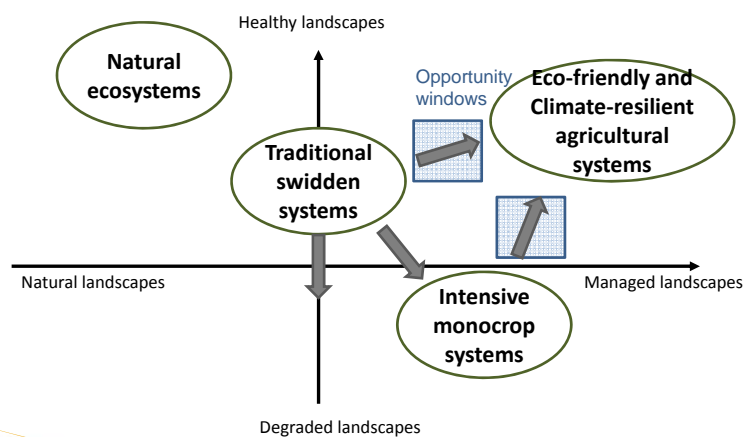 Healthy landscapes
Natural
ecosystems
Opportunity
windows
Eco-friendly and
Climate-resilient
agricultural
systems
Traditional
swidden
systems
Natural landscapes
Managed landscapes
Intensive
monocrop
systems
Degraded landscapes